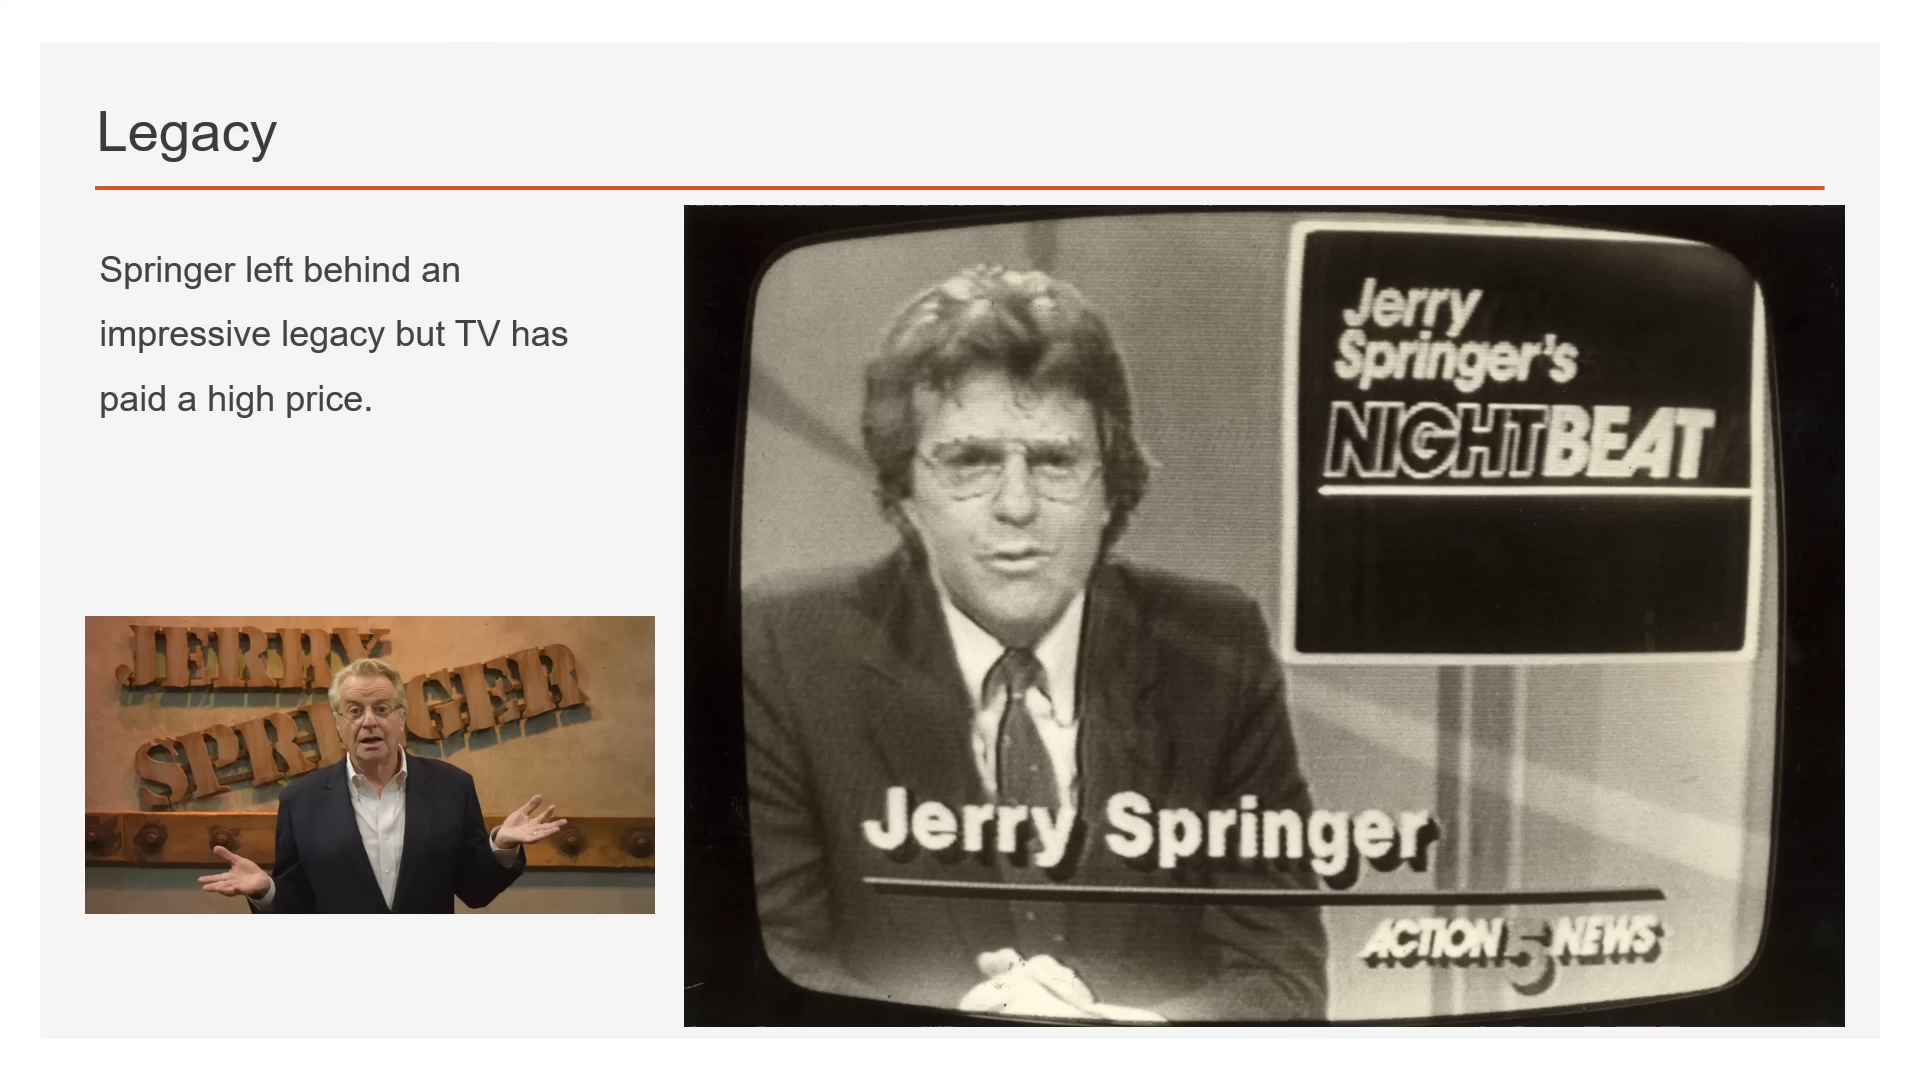 Legacy
Springer left behind an
impressive legacy but TV has
paid a high price.
JERRY
SPRINGER
Jerry
Springer's
NIGHTBEAT
Jerry Springer
ACTION 5 NEWS